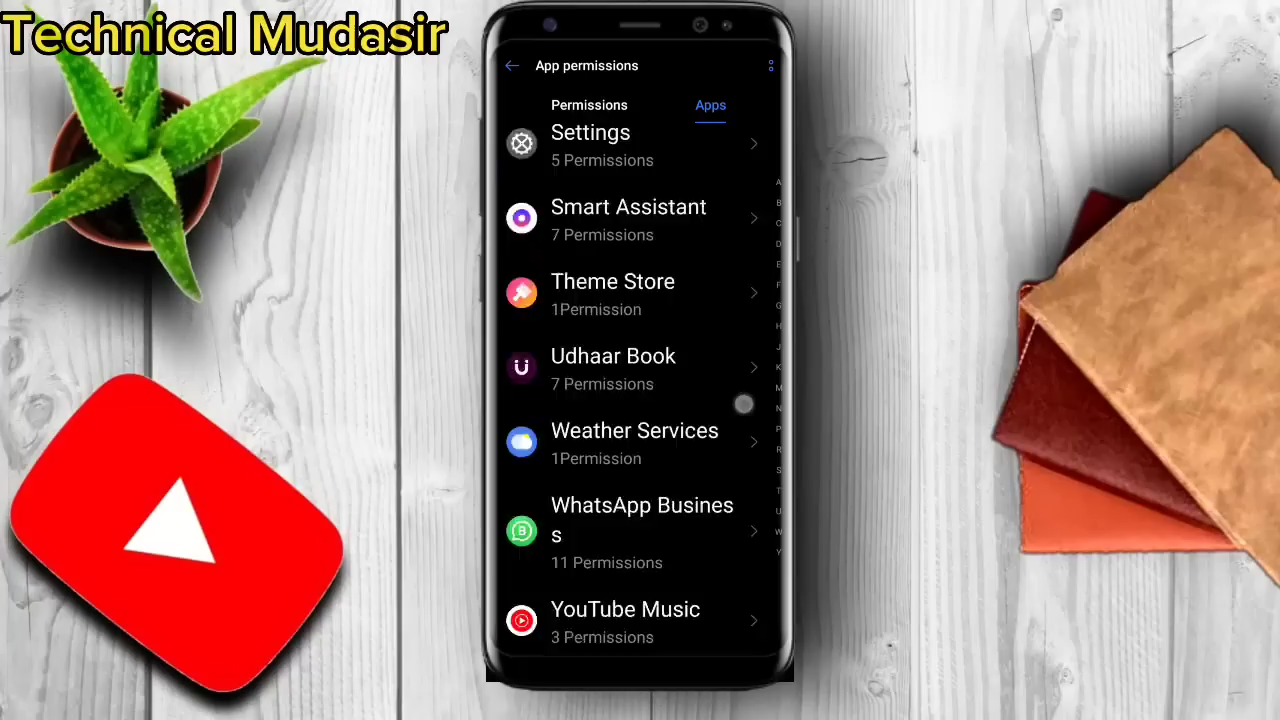 Technical Mudasir
App permissions
Permissions
Apps
Settings
5 Permissions
Smart Assistant
7 Permissions
Theme Store
1Permission
Udhaar Book
7 Permissions
Weather Services
1Permission
WhatsApp Busines
s
11 Permissions
YouTube Music
3 Permissions
A
B
C
D
E
F
G
H
J
K
M
N
P
R
S
T
U
W
Y